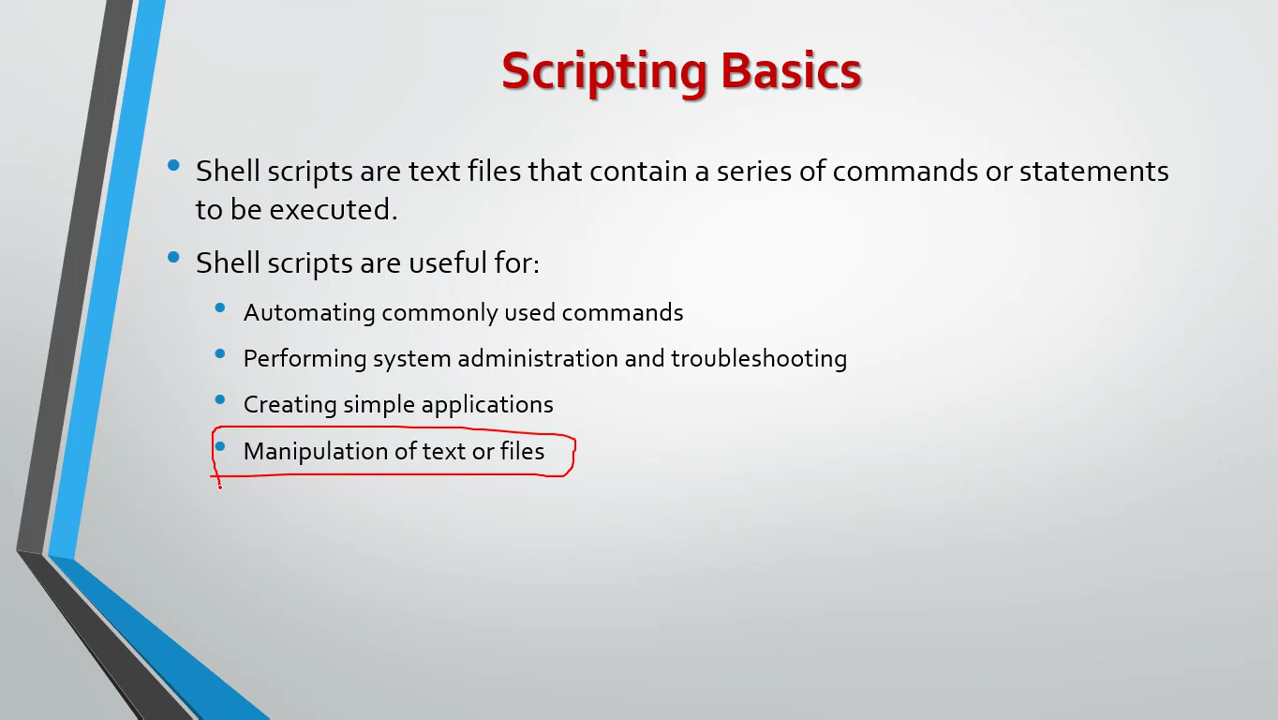 Scripting Basics
Shell scripts are text files that contain a series of commands or statements
to be executed.
Shell scripts are useful for:
Automating commonly used commands
Performing system administration and troubleshooting
Creating simple applications
Manipulation of text or files